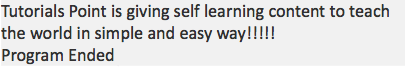 Tutorials Point is giving self learning content to teach
the world in simple and easy way!!!!!
Program Ended